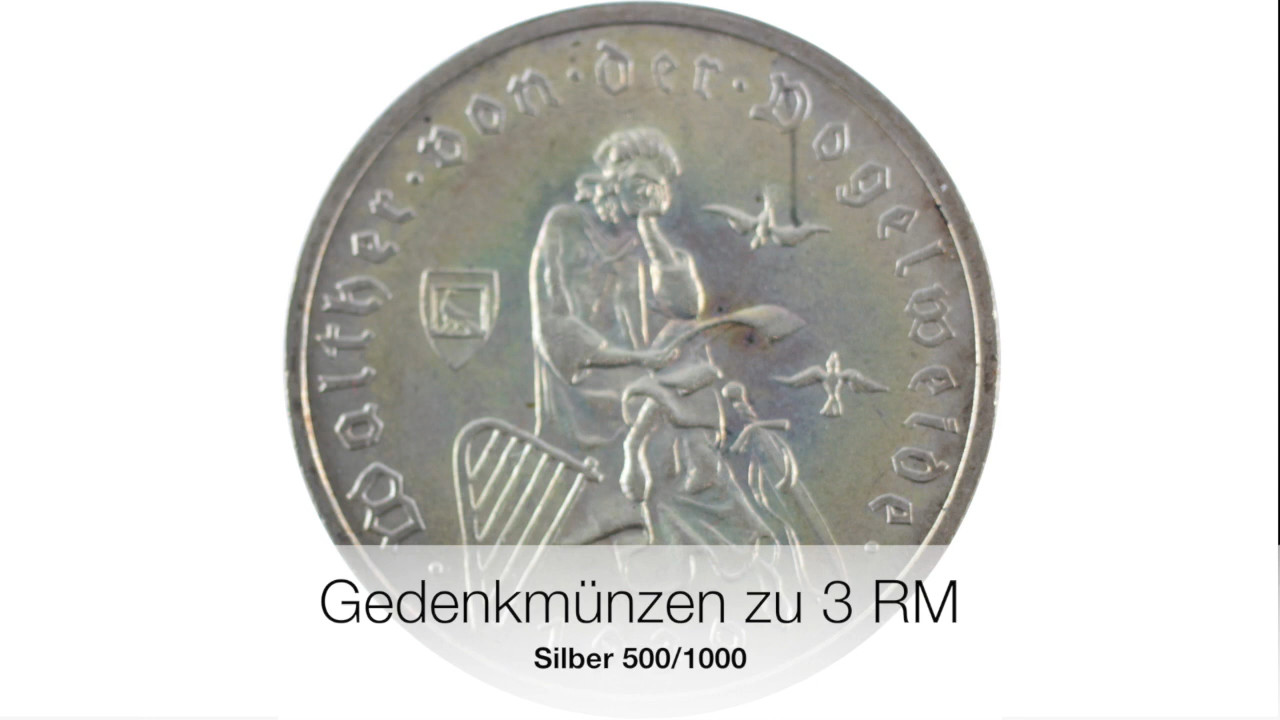 Walther · von · der · Vogelweide ·
Gedenkmünzen zu 3 RM
Silber 500/1000